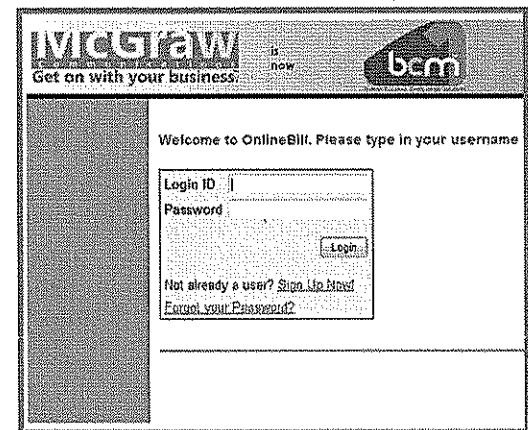 McGraw is now bcm
Get on with your business.
Welcome to OnlineBill. Please type in your username
Login ID
Password
Login
Not already a user? Sign Up Now!
Forgot your Password?